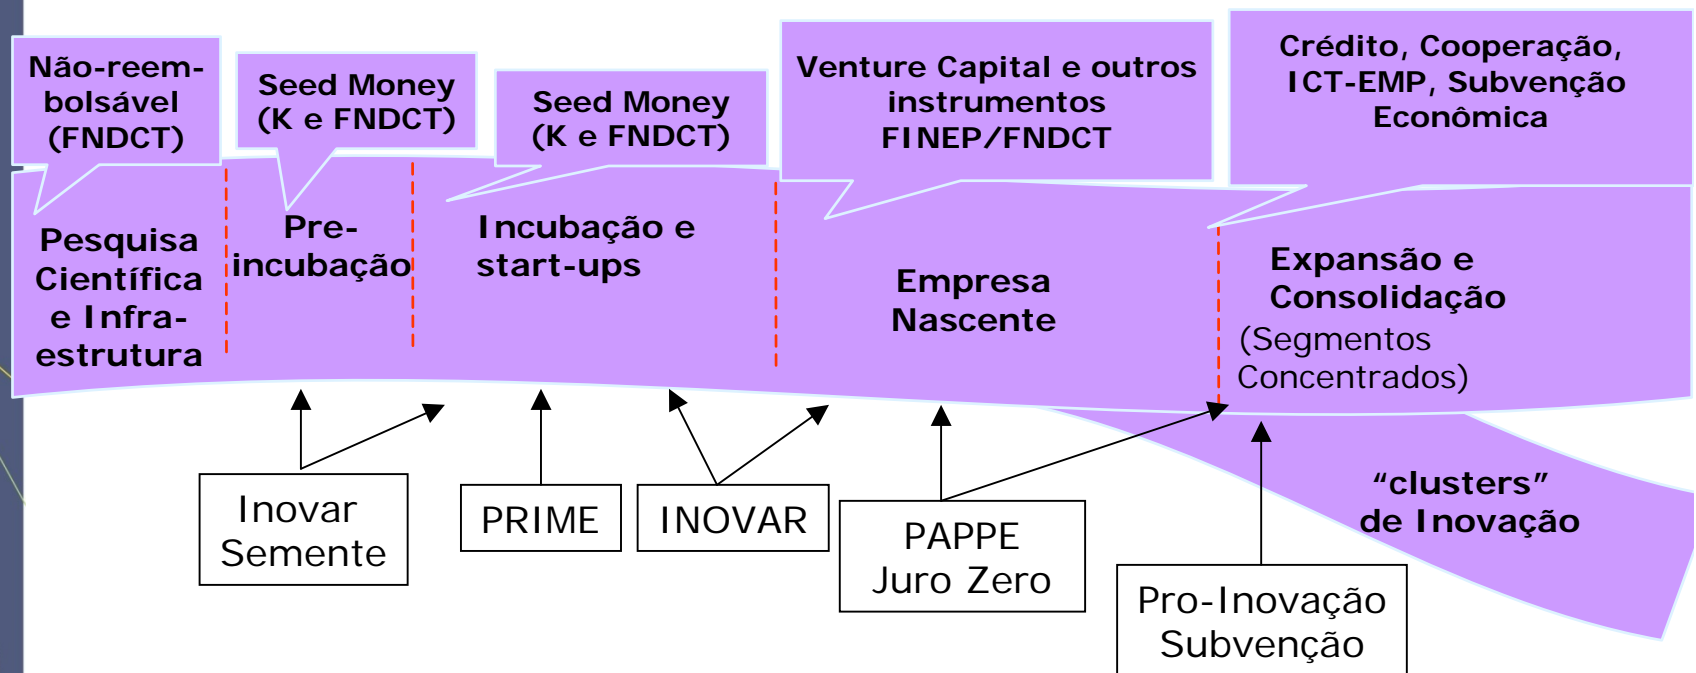 Não-reem-
bolsável
(FNDCT)
Seed Money
(K e FNDCT)
Seed Money
(K e FNDCT)
Venture Capital e outros
instrumentos
FINEP/FNDCT
Crédito, Cooperação,
ICT-EMP, Subvenção
Econômica
Pesquisa
Científica
e Infra-
estrutura
Pre-
incubação
Incubação e
start-ups
Empresa
Nascente
Expansão e
Consolidação
(Segmentos
Concentrados)
"clusters"
de Inovação
Inovar
Semente
PRIME
INOVAR
PAPPE
Juro Zero
Pro-Inovação
Subvenção